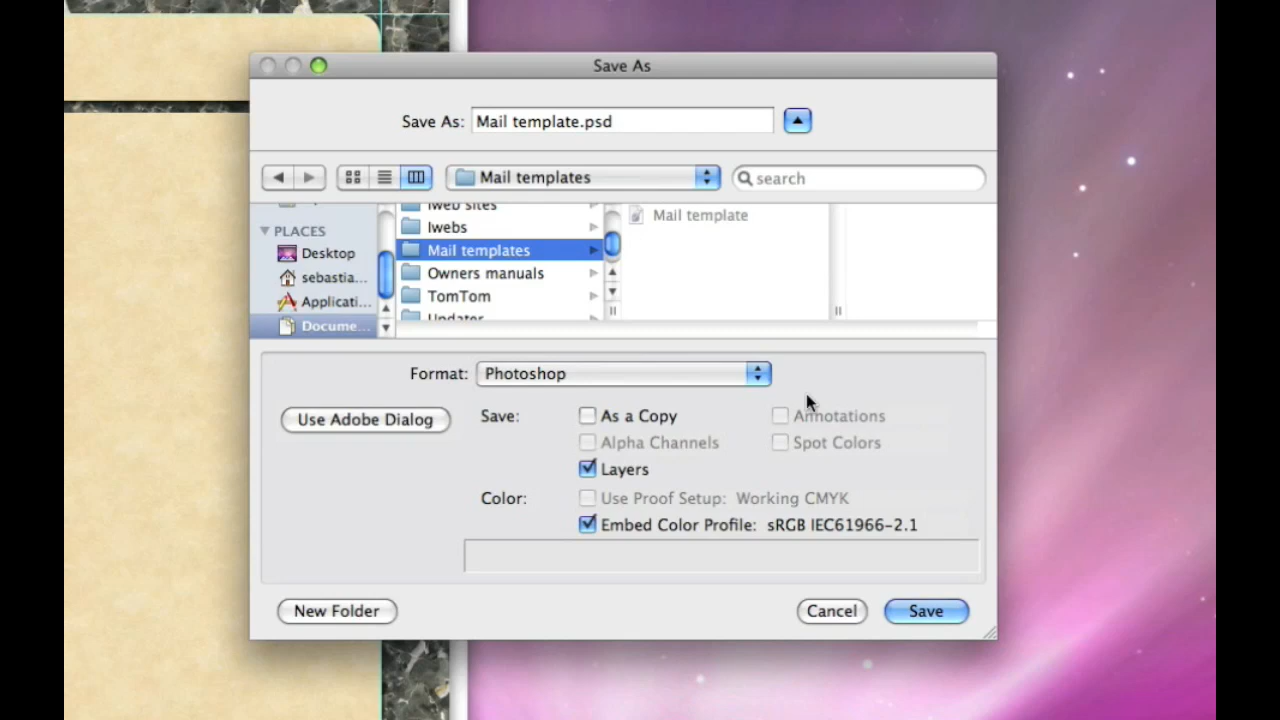 Save As
Save As: Mail template.psd
Mail templates
search
Iweb sites
Mail template
PLACES
Iwebs
Desktop
Mail templates
sebastia...
Owners manuals
Applicati...
TomTom
Docume...
Updater
Format: Photoshop
Use Adobe Dialog
Save:
As a Copy
Annotations
Alpha Channels
Spot Colors
Layers
Color:
Use Proof Setup: Working CMYK
Embed Color Profile: sRGB IEC61966-2.1
New Folder
Cancel
Save